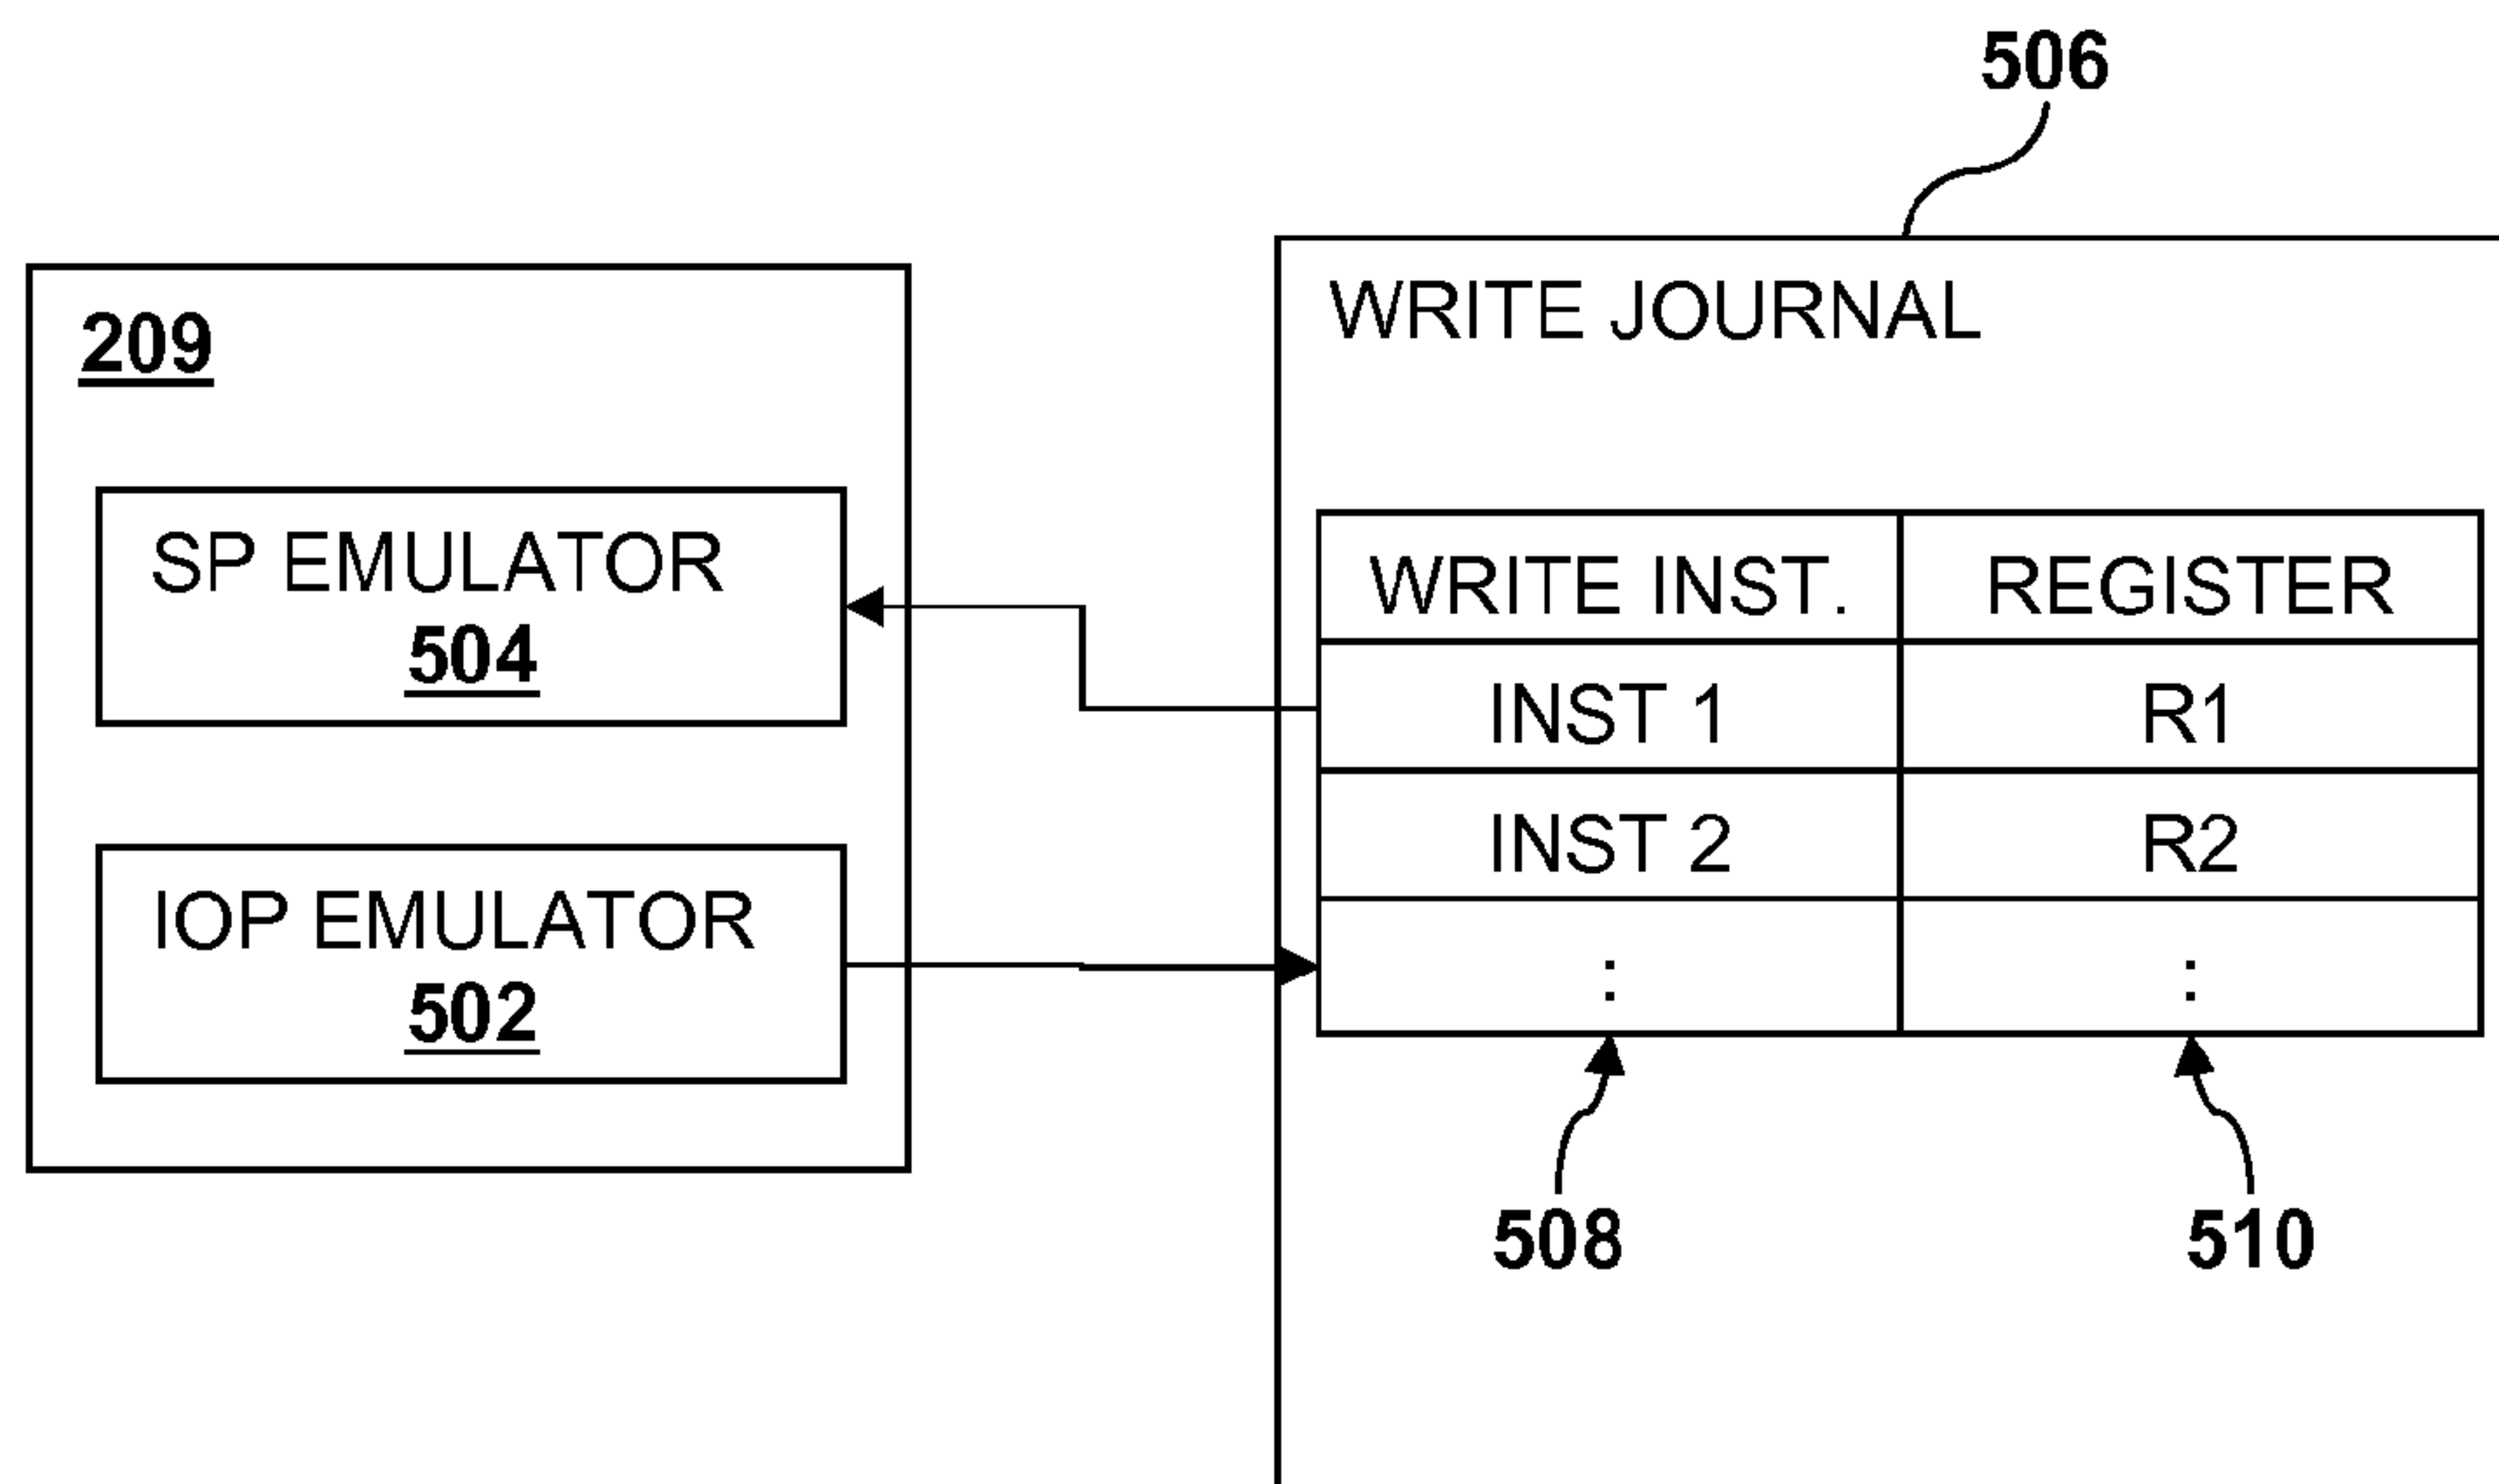 506
209
SP EMULATOR
504
IOP EMULATOR
502
WRITE JOURNAL
WRITE INST. REGISTER
INST 1 R1
INST 2 R2
: :
508 510